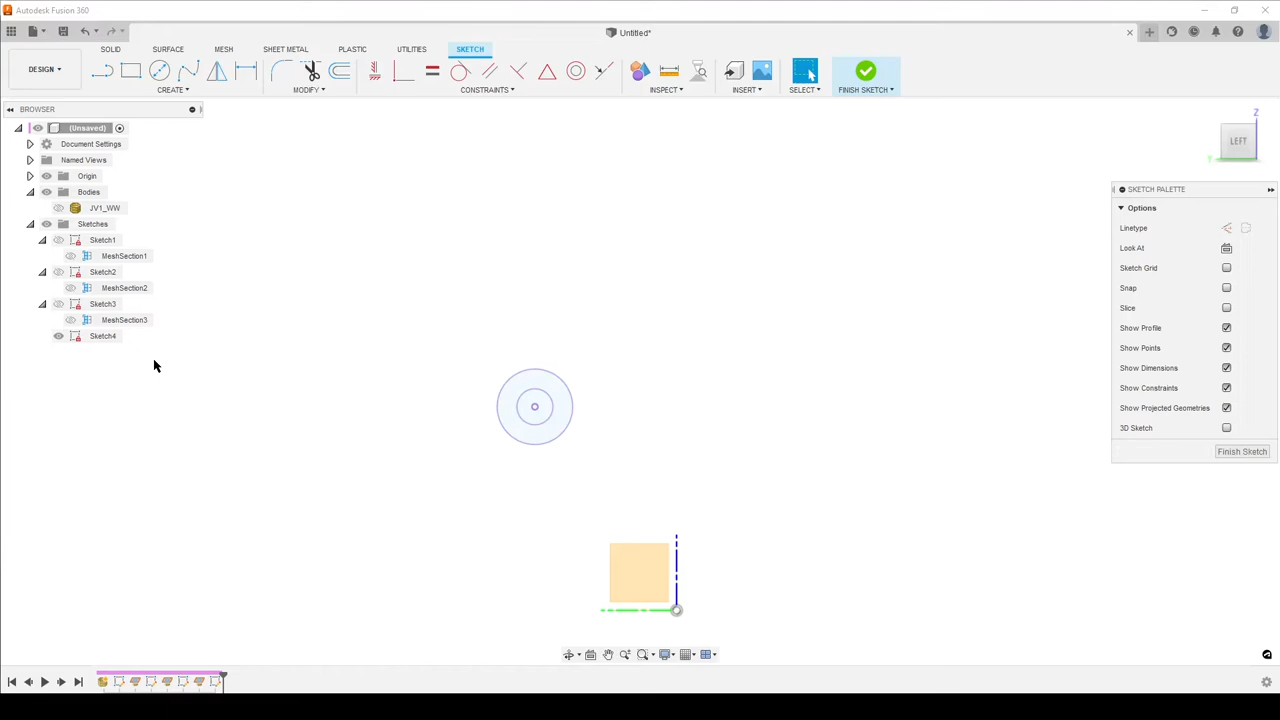 Autodesk Fusion 360
Untitled*
SOLID SURFACE MESH SHEET METAL PLASTIC UTILITIES SKETCH
DESIGN
CREATE MODIFY CONSTRAINTS INSPECT INSERT SELECT FINISH SKETCH
BROWSER
(Unsaved)
Document Settings
Named Views
Origin
Bodies
JV1_WW
Sketches
Sketch1
MeshSection1
Sketch2
MeshSection2
Sketch3
MeshSection3
Sketch4
Z
LEFT
Y
SKETCH PALETTE
Options
Linetype
Look At
Sketch Grid
Snap
Slice
Show Profile
Show Points
Show Dimensions
Show Constraints
Show Projected Geometries
3D Sketch
Finish Sketch